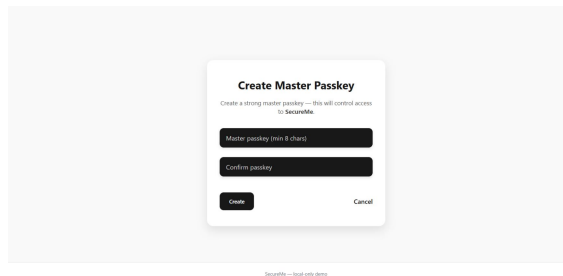 Create Master Passkey
Create a strong master passkey — this will control access
to SecureMe.
Master passkey (min 8 chars)
Confirm passkey
Create
Cancel
SecureMe — local-only demo